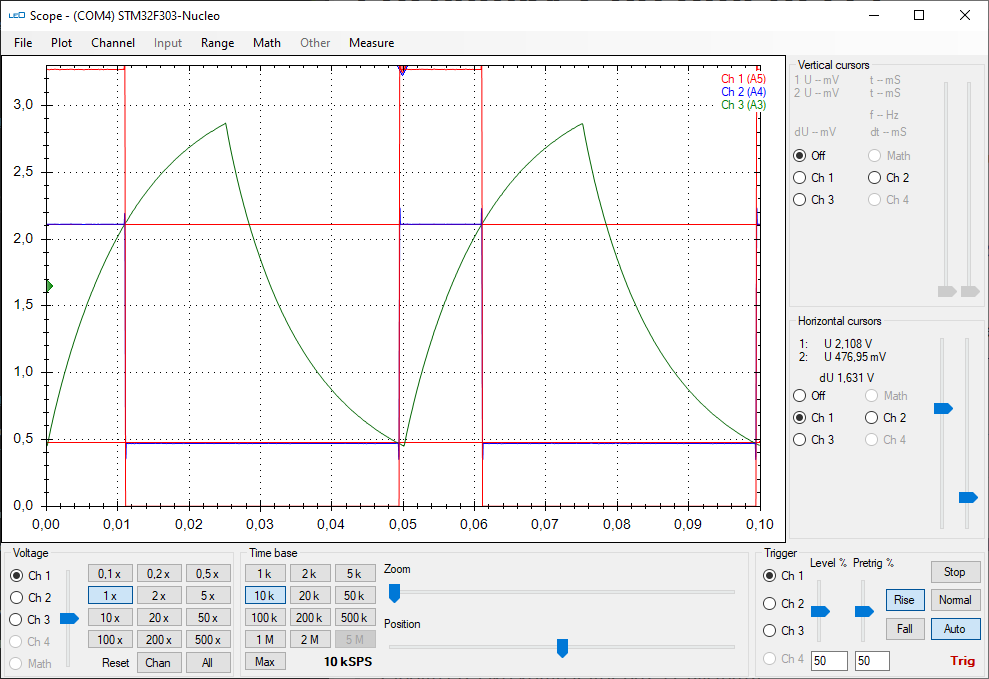 LEO Scope - (COM4) STM32F303-Nucleo
File Plot Channel Input Range Math Other Measure
Ch 1 (A5)
Ch 2 (A4)
Ch 3 (A3)
3,0
2,5
2,0
1,5
1,0
0,5
0,0
0,00 0,01 0,02 0,03 0,04 0,05 0,06 0,07 0,08 0,09 0,10
Vertical cursors
1 U -- mV t -- mS
2 U -- mV t -- mS
f -- Hz
dU -- mV dt -- mS
Off Math
Ch 1 Ch 2
Ch 3 Ch 4
Horizontal cursors
1: U 2,108 V
2: U 476,95 mV
dU 1,631 V
Off Math
Ch 1 Ch 2
Ch 3 Ch 4
Voltage
Ch 1 0,1 x 0,2 x 0,5 x
Ch 2 1 x 2 x 5 x
Ch 3 10 x 20 x 50 x
Ch 4 100 x 200 x 500 x
Math Reset Chan All
Time base
1 k 2 k 5 k
10 k 20 k 50 k
100 k 200 k 500 k
1 M 2 M 5 M
Max 10 kSPS
Zoom
Position
Trigger
Level % Pretrig %
Ch 1 Stop
Ch 2 Rise Normal
Ch 3 Fall Auto
Ch 4 50 50 Trig